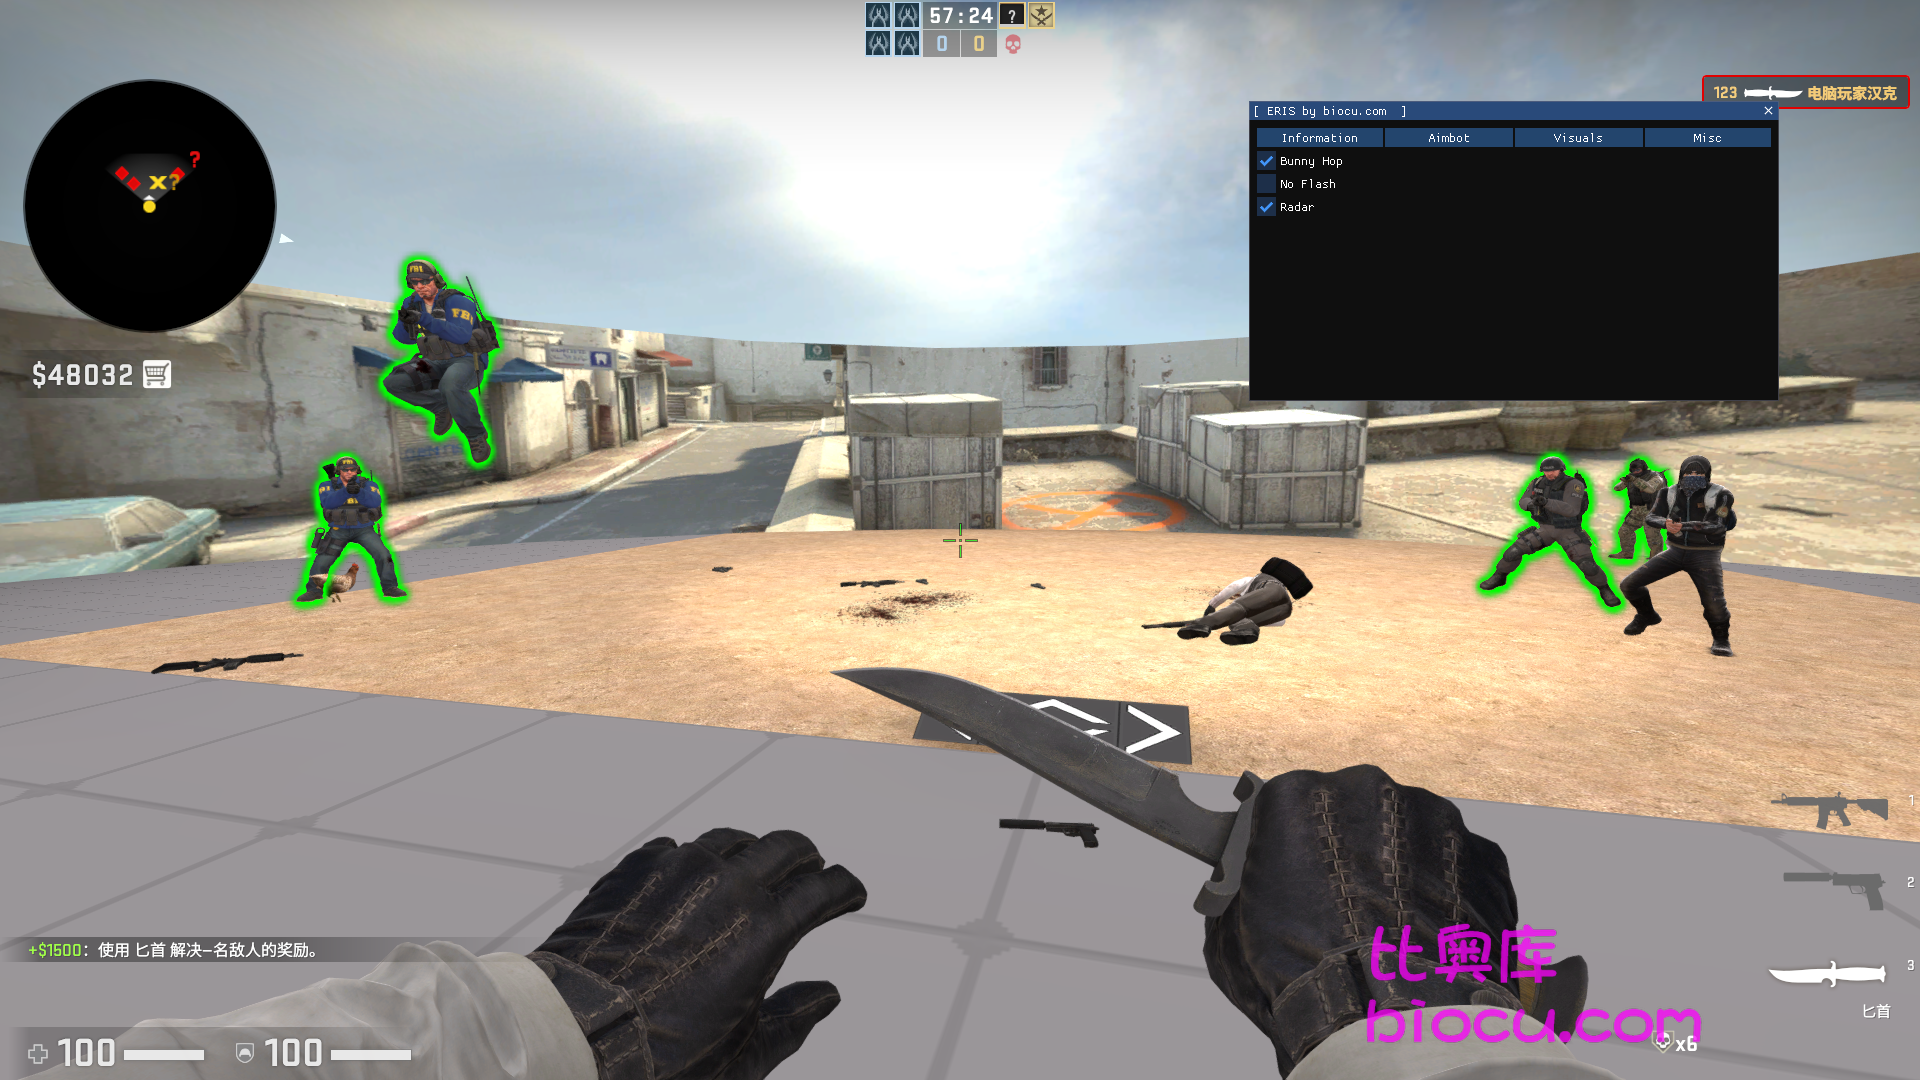 57:24
?
0 0
123 电脑玩家汉克
[ ERIS by biocu.com ]
Information Aimbot Visuals Misc
Bunny Hop
No Flash
Radar
?
x?
FBI
$48032
FBI
1
2
3
匕首
+$1500：使用 匕首 解决一名敌人的奖励。
比奥库
biocu.com
x6
100 100